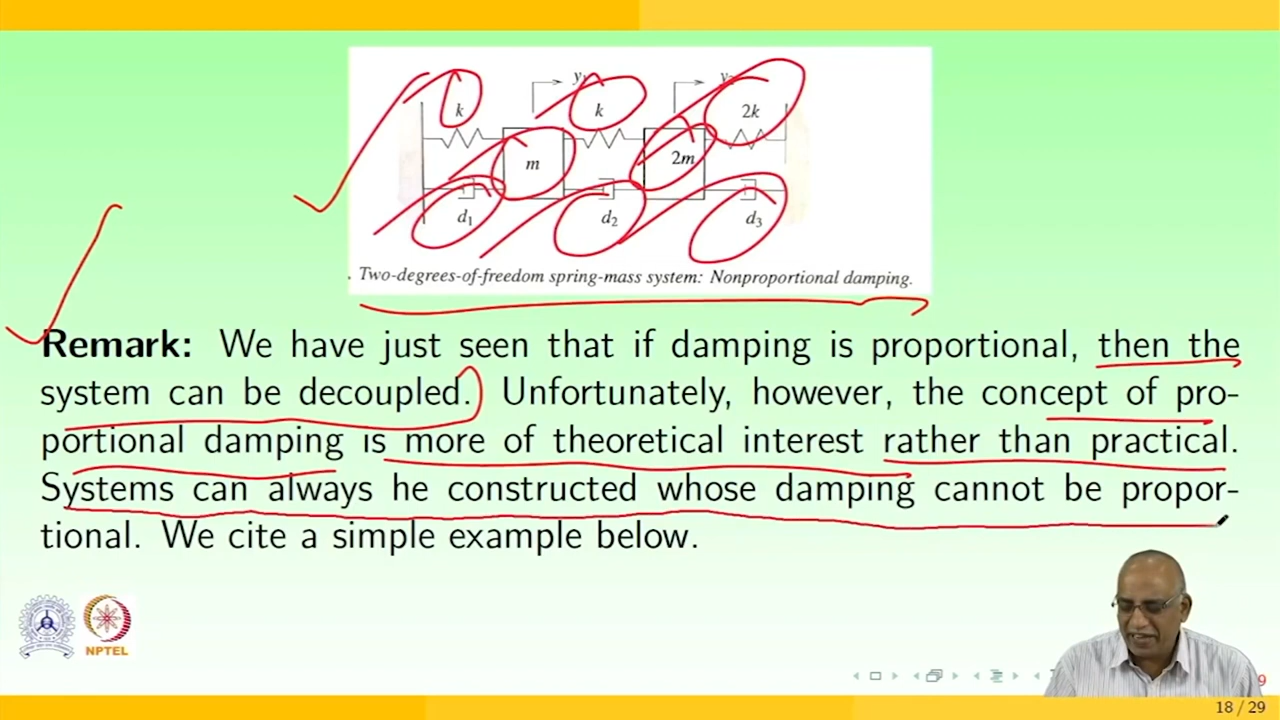 y₁
k
k
2k
m
2m
d₁
d₂
d₃
. Two-degrees-of-freedom spring-mass system: Nonproportional damping.
Remark: We have just seen that if damping is proportional, then the
system can be decoupled. Unfortunately, however, the concept of pro-
portional damping is more of theoretical interest rather than practical.
Systems can always he constructed whose damping cannot be propor-
tional. We cite a simple example below.
NPTEL
18 / 29